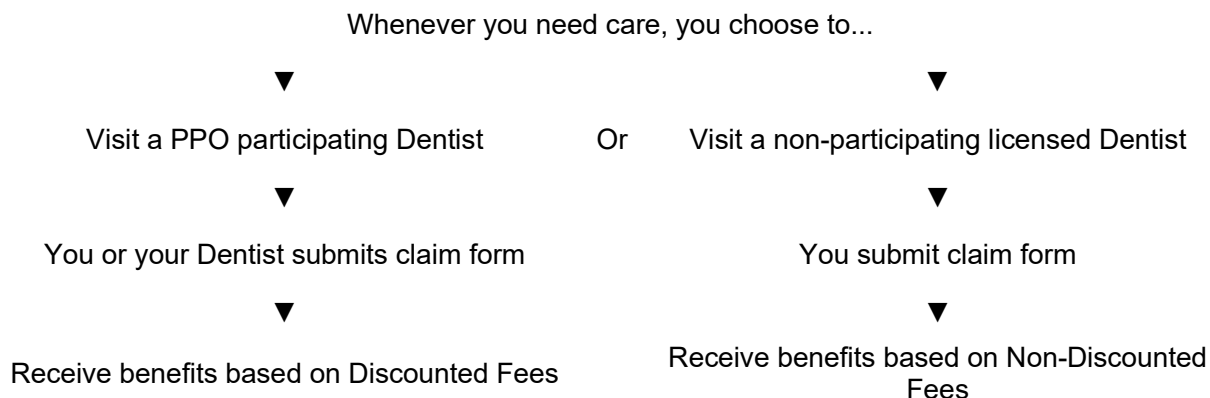 Whenever you need care, you choose to...
▼ ▼
Visit a PPO participating Dentist Or Visit a non-participating licensed Dentist
▼ ▼
You or your Dentist submits claim form You submit claim form
▼ ▼
Receive benefits based on Discounted Fees Receive benefits based on Non-Discounted
Fees